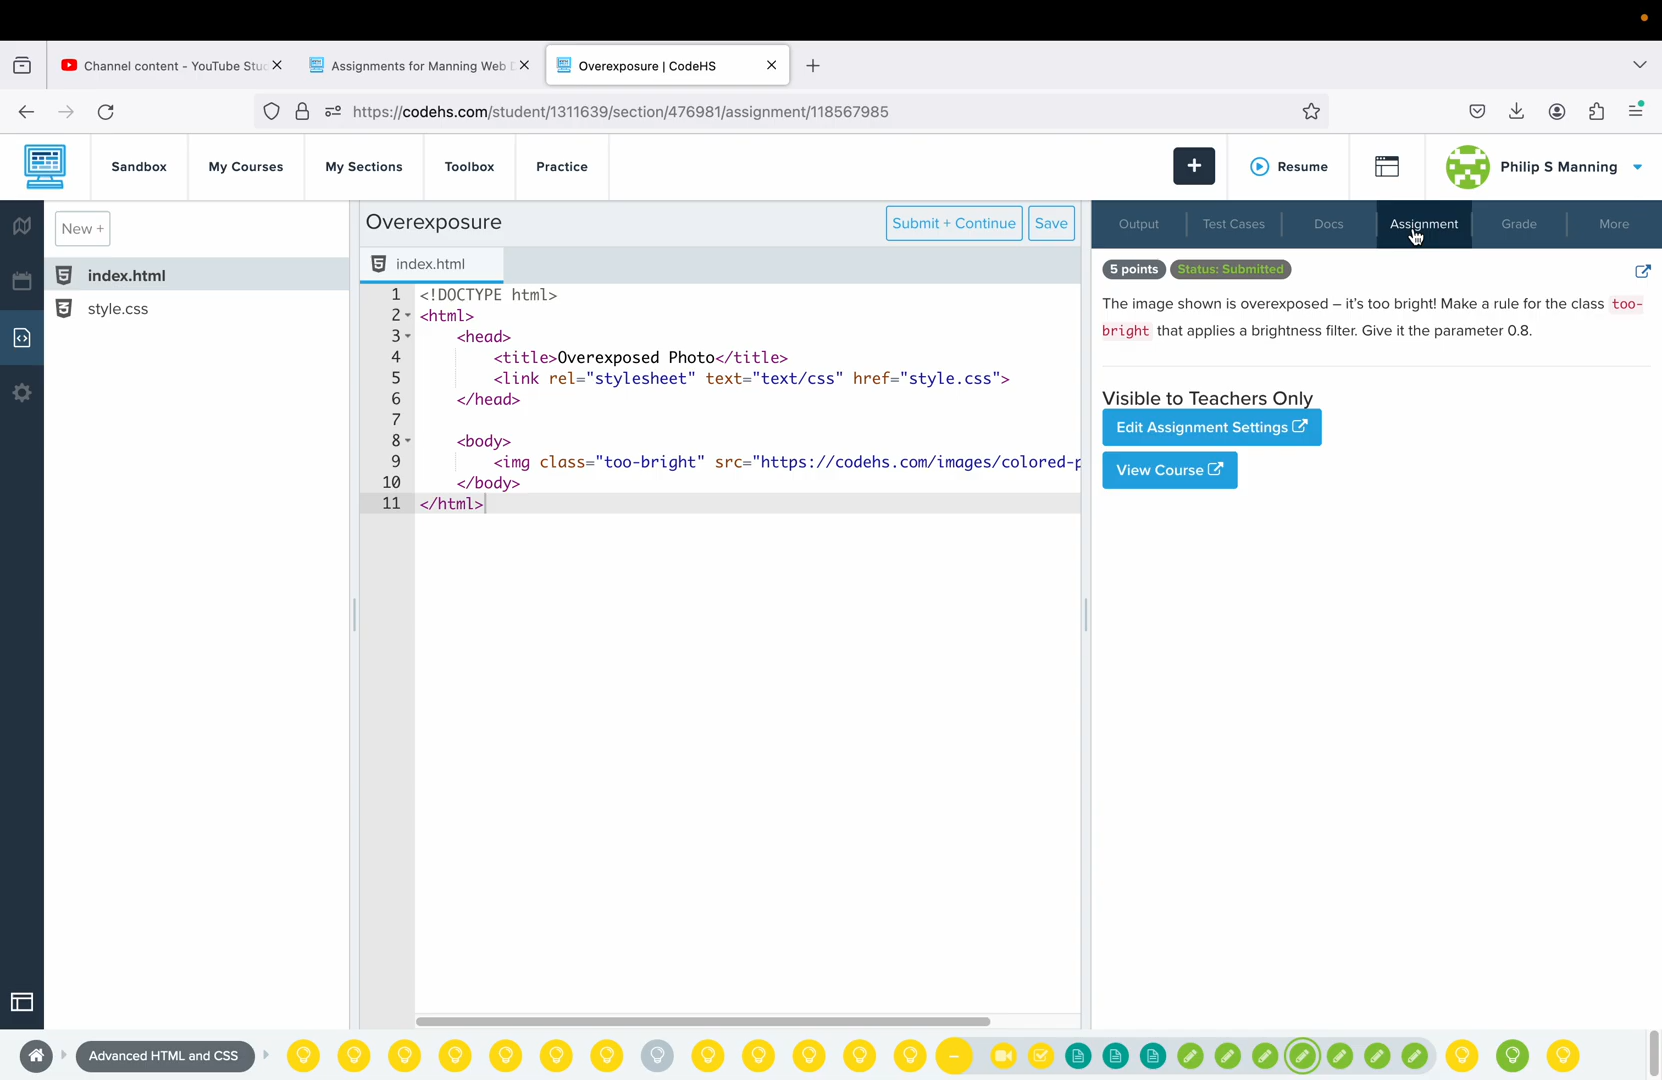 Channel content - YouTube Stu
Assignments for Manning Web D
Overexposure | CodeHS
https://codehs.com/student/1311639/section/476981/assignment/118567985
Sandbox
My Courses
My Sections
Toolbox
Practice
+
Resume
Philip S Manning
New +
index.html
style.css
Overexposure
Submit + Continue
Save
index.html
1 <!DOCTYPE html>
2 <html>
3 <head>
4 <title>Overexposed Photo</title>
5 <link rel="stylesheet" text="text/css" href="style.css">
6 </head>
7
8 <body>
9 <img class="too-bright" src="https://codehs.com/images/colored-p
10 </body>
11 </html>
Output
Test Cases
Docs
Assignment
Grade
More
5 points
Status: Submitted
The image shown is overexposed – it's too bright! Make a rule for the class too-
bright that applies a brightness filter. Give it the parameter 0.8.
Visible to Teachers Only
Edit Assignment Settings
View Course
Advanced HTML and CSS